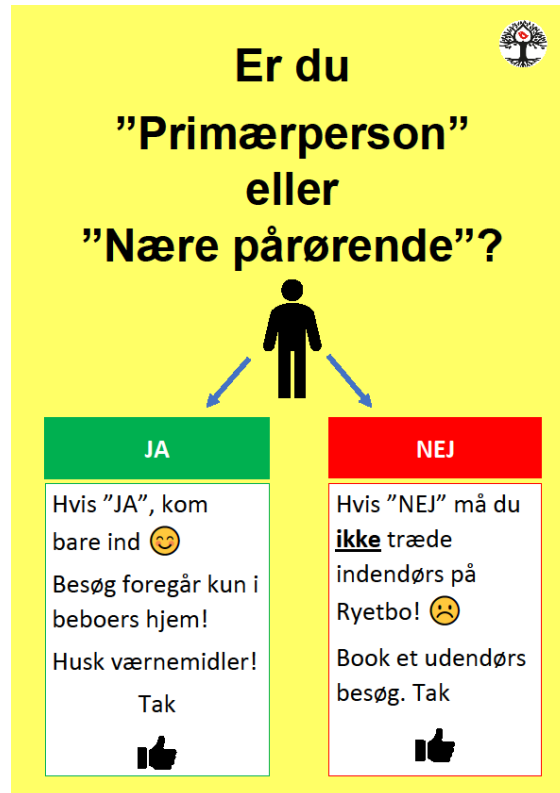 Er du
”Primærperson”
eller
”Nære pårørende”?
JA
Hvis ”JA”, kom
bare ind 😊
Besøg foregår kun i
beboers hjem!
Husk værnemidler!
Tak
NEJ
Hvis ”NEJ” må du
ikke træde
indendørs på
Ryetbo! ☹
Book et udendørs
besøg. Tak